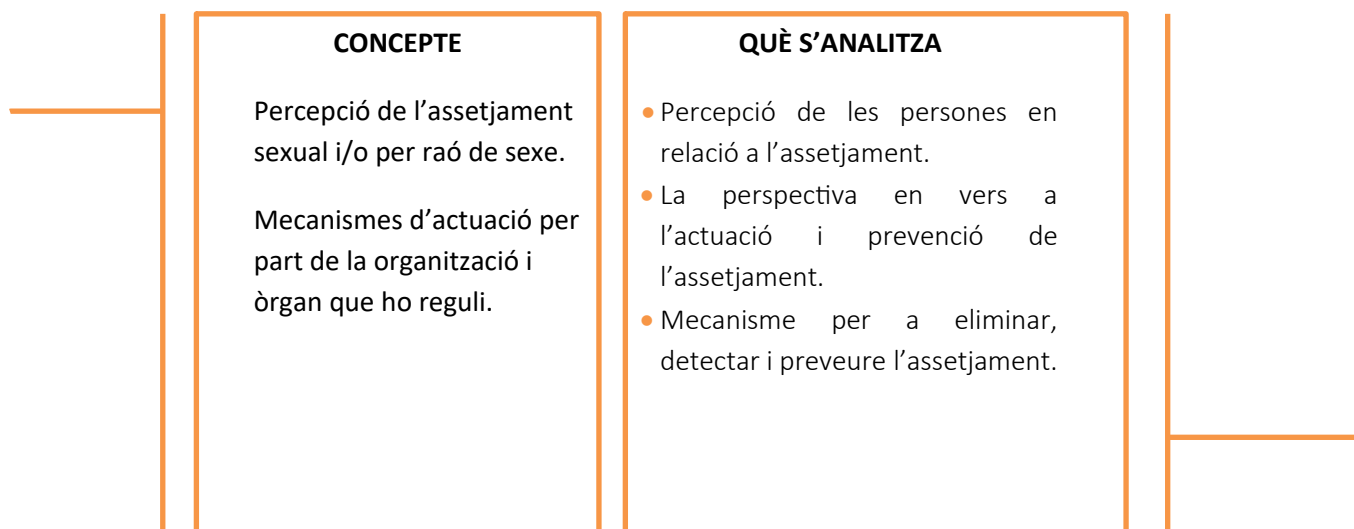 CONCEPTE
Percepció de l’assetjament
sexual i/o per raó de sexe.
Mecanismes d’actuació per
part de la organització i
òrgan que ho reguli.
QUÈ S’ANALITZA
• Percepció de les persones en
relació a l’assetjament.
• La perspectiva en vers a
l’actuació i prevenció de
l’assetjament.
• Mecanisme per a eliminar,
detectar i preveure l’assetjament.